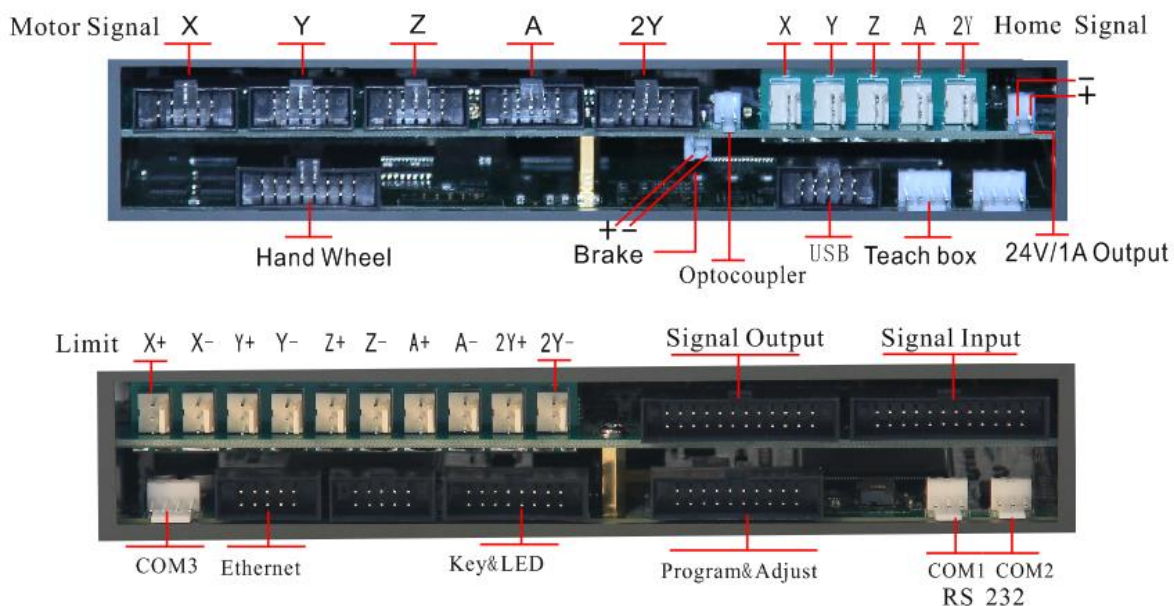 Motor Signal X Y Z A 2Y X Y Z A 2Y Home Signal
-
+
+-
Hand Wheel Brake Optocoupler USB Teach box 24V/1A Output
Limit X+ X- Y+ Y- Z+ Z- A+ A- 2Y+ 2Y- Signal Output Signal Input
COM3 Ethernet Key&LED Program&Adjust COM1 COM2
RS 232